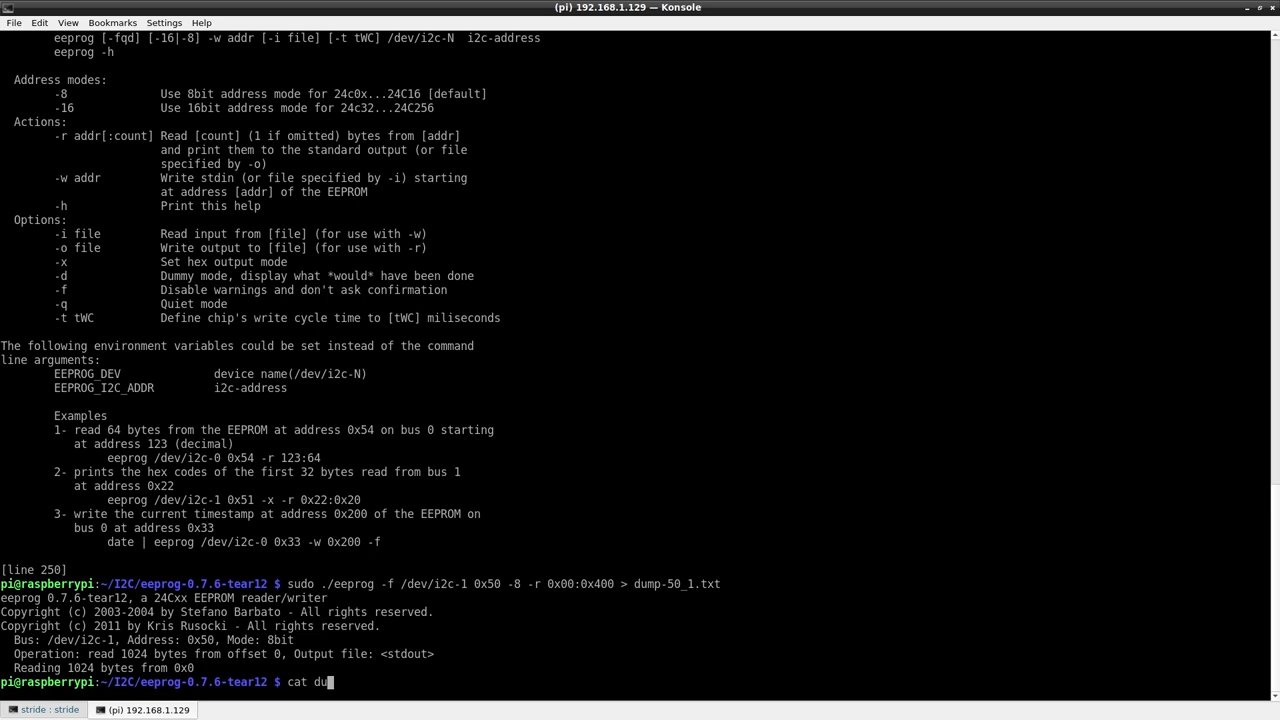 (pi) 192.168.1.129 — Konsole
File Edit View Bookmarks Settings Help
eeprog [-fqd] [-16|-8] -w addr [-i file] [-t tWC] /dev/i2c-N  i2c-address
eeprog -h
Address modes:
-8 Use 8bit address mode for 24c0x...24C16 [default]
-16 Use 16bit address mode for 24c32...24C256
Actions:
-r addr[:count] Read [count] (1 if omitted) bytes from [addr]
and print them to the standard output (or file
specified by -o)
-w addr Write stdin (or file specified by -i) starting
at address [addr] of the EEPROM
-h Print this help
Options:
-i file Read input from [file] (for use with -w)
-o file Write output to [file] (for use with -r)
-x Set hex output mode
-d Dummy mode, display what *would* have been done
-f Disable warnings and don't ask confirmation
-q Quiet mode
-t tWC Define chip's write cycle time to [tWC] miliseconds
The following environment variables could be set instead of the command
line arguments:
EEPROG_DEV device name(/dev/i2c-N)
EEPROG_I2C_ADDR i2c-address
Examples
1- read 64 bytes from the EEPROM at address 0x54 on bus 0 starting
at address 123 (decimal)
eeprog /dev/i2c-0 0x54 -r 123:64
2- prints the hex codes of the first 32 bytes read from bus 1
at address 0x22
eeprog /dev/i2c-1 0x51 -x -r 0x22:0x20
3- write the current timestamp at address 0x200 of the EEPROM on
bus 0 at address 0x33
date | eeprog /dev/i2c-0 0x33 -w 0x200 -f
[line 250]
pi@raspberrypi:~/I2C/eeprog-0.7.6-tear12 $ sudo ./eeprog -f /dev/i2c-1 0x50 -8 -r 0x00:0x400 > dump-50_1.txt
eeprog 0.7.6-tear12, a 24Cxx EEPROM reader/writer
Copyright (c) 2003-2004 by Stefano Barbato - All rights reserved.
Copyright (c) 2011 by Kris Rusocki - All rights reserved.
Bus: /dev/i2c-1, Address: 0x50, Mode: 8bit
Operation: read 1024 bytes from offset 0, Output file: <stdout>
Reading 1024 bytes from 0x0
pi@raspberrypi:~/I2C/eeprog-0.7.6-tear12 $ cat du
stride : stride (pi) 192.168.1.129